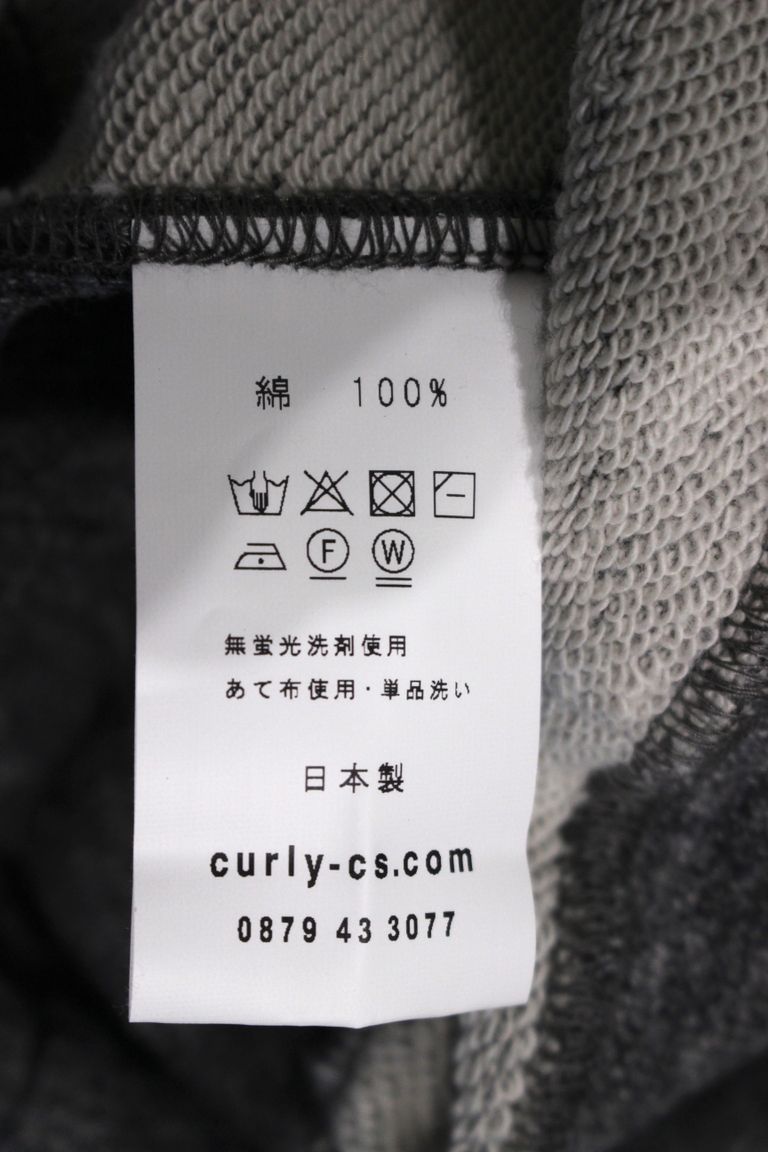 綿 100%
F W
無蛍光洗剤使用
あて布使用・単品洗い
日本製
curly-cs.com
0879 43 3077